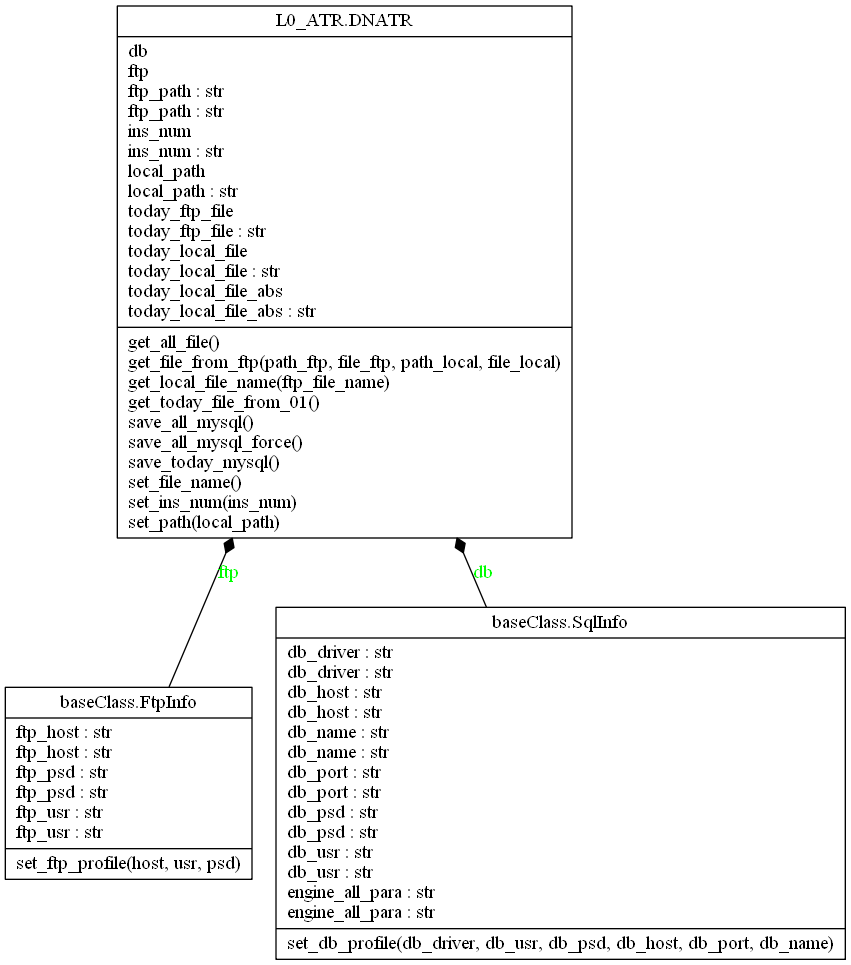 L0_ATR.DNATR
db
ftp
ftp_path : str
ftp_path : str
ins_num
ins_num : str
local_path
local_path : str
today_ftp_file
today_ftp_file : str
today_local_file
today_local_file : str
today_local_file_abs
today_local_file_abs : str
get_all_file()
get_file_from_ftp(path_ftp, file_ftp, path_local, file_local)
get_local_file_name(ftp_file_name)
get_today_file_from_01()
save_all_mysql()
save_all_mysql_force()
save_today_mysql()
set_file_name()
set_ins_num(ins_num)
set_path(local_path)
ftp
db
baseClass.FtpInfo
ftp_host : str
ftp_host : str
ftp_psd : str
ftp_psd : str
ftp_usr : str
ftp_usr : str
set_ftp_profile(host, usr, psd)
baseClass.SqlInfo
db_driver : str
db_driver : str
db_host : str
db_host : str
db_name : str
db_name : str
db_port : str
db_port : str
db_psd : str
db_psd : str
db_usr : str
db_usr : str
engine_all_para : str
engine_all_para : str
set_db_profile(db_driver, db_usr, db_psd, db_host, db_port, db_name)